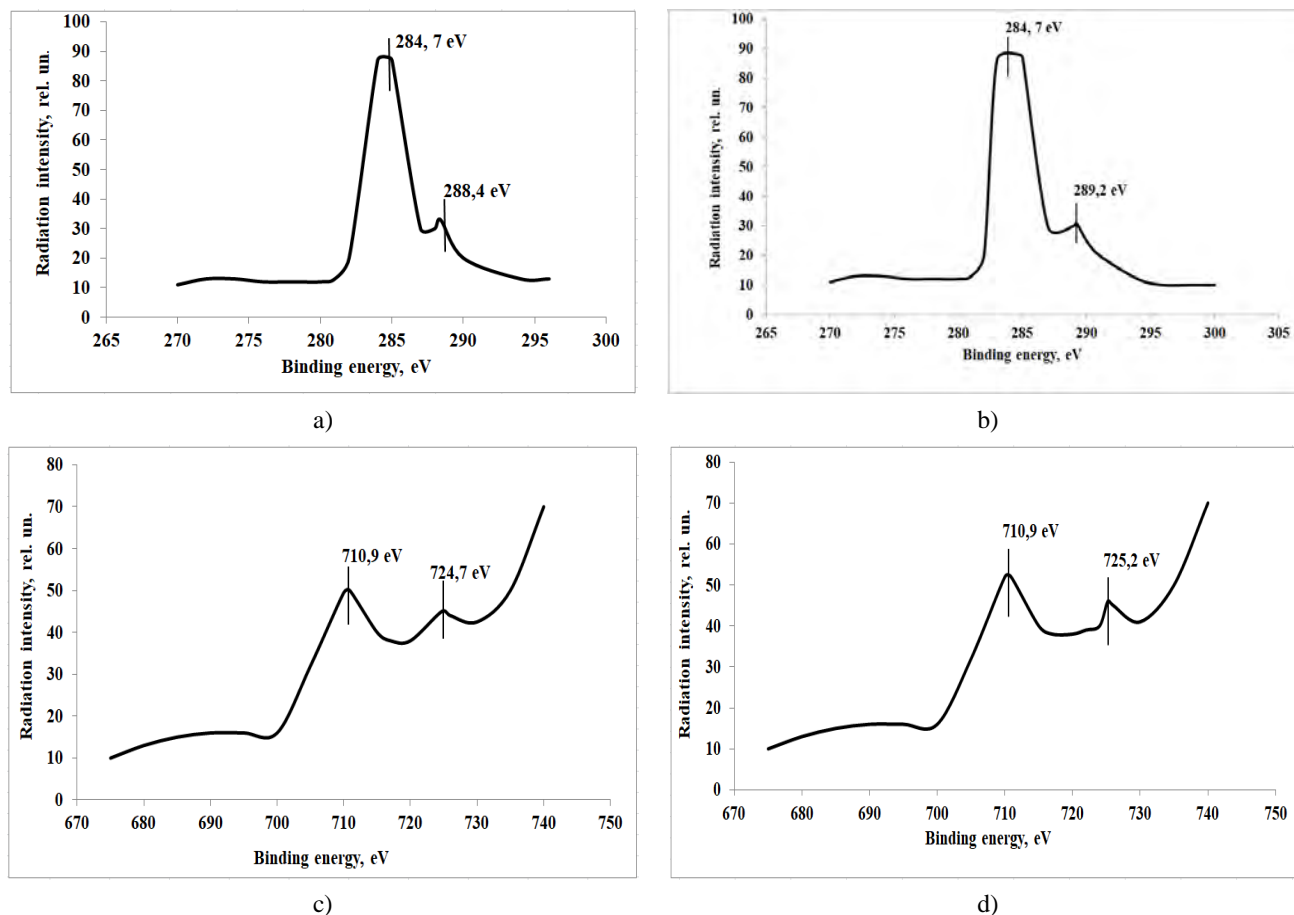 100
90
80
70
60
50
40
30
20
10
0
Radiation intensity, rel. un.
284, 7 eV
288,4 eV
265 270 275 280 285 290 295 300
Binding energy, eV
a)
100
90
80
70
60
50
40
30
20
10
0
Radiation intensity, rel. un.
284, 7 eV
289,2 eV
265 270 275 280 285 290 295 300 305
Binding energy, eV
b)
80
70
60
50
40
30
20
10
0
Radiation intensity, rel. un.
710,9 eV
724,7 eV
670 680 690 700 710 720 730 740 750
Binding energy, eV
c)
80
70
60
50
40
30
20
10
0
Radiation intensity, rel. un.
710,9 eV
725,2 eV
670 680 690 700 710 720 730 740 750
Binding energy, eV
d)